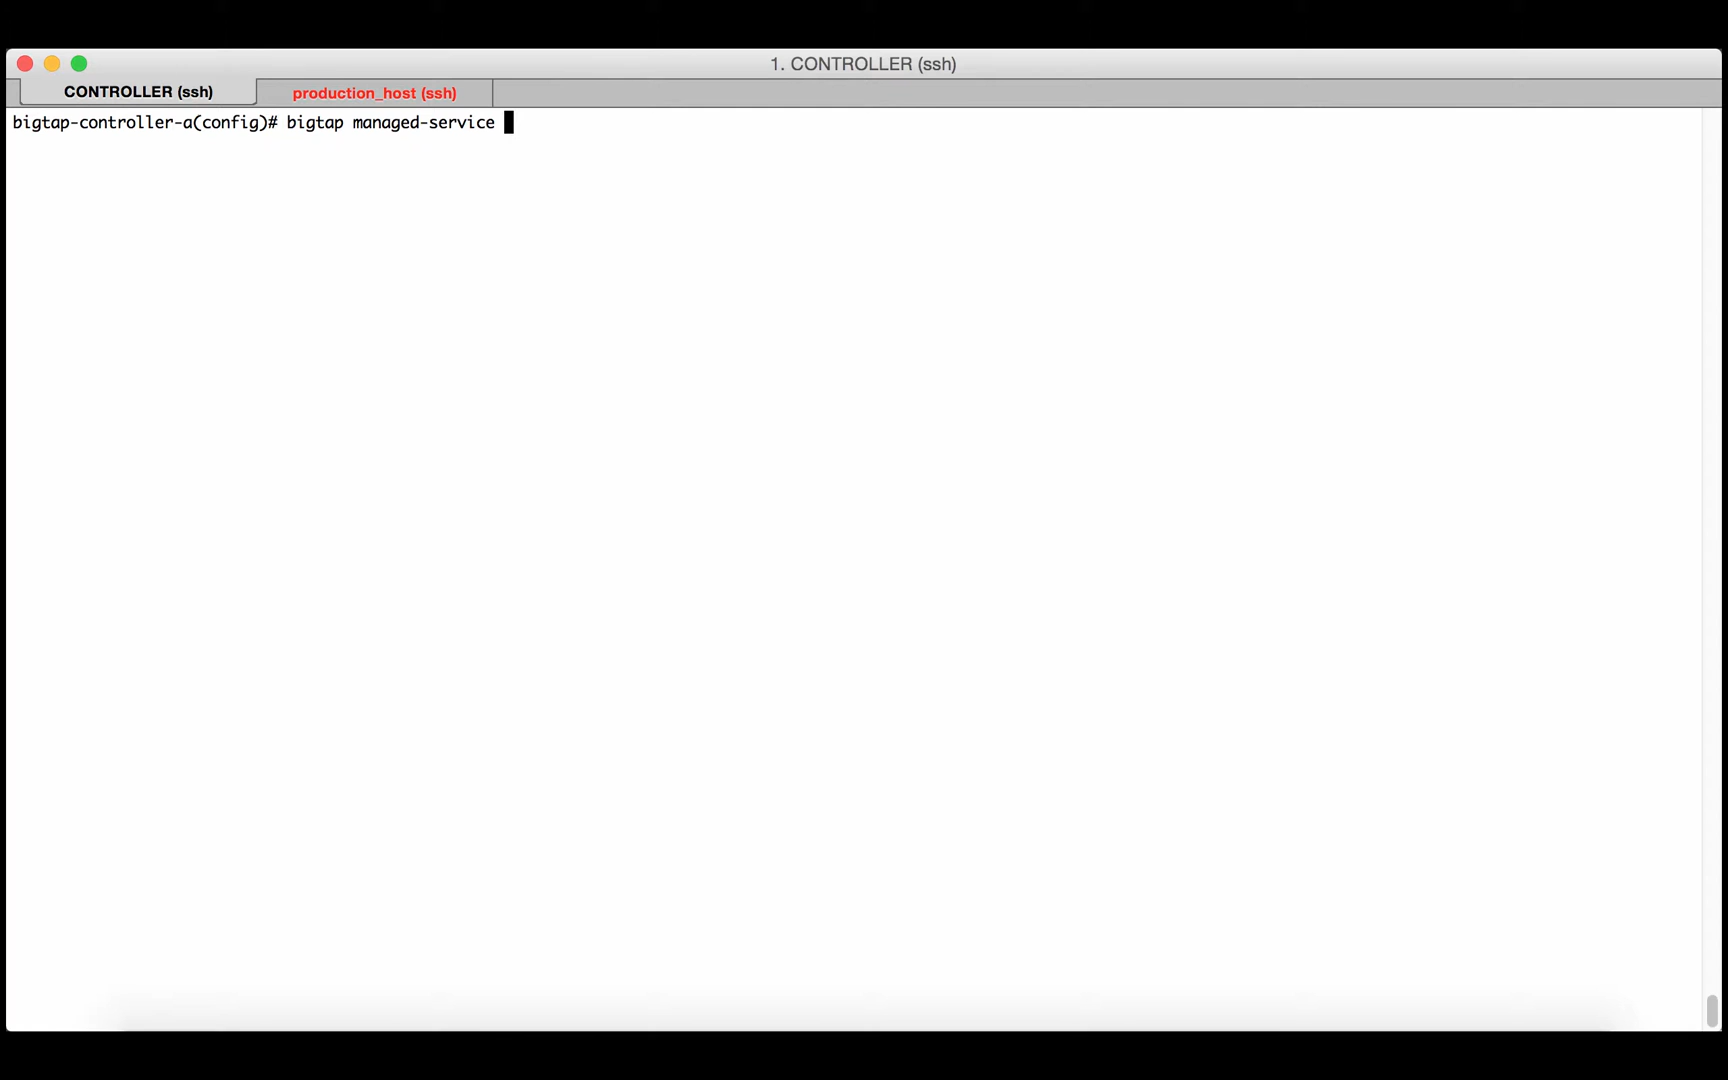 1. CONTROLLER (ssh)
CONTROLLER (ssh) production_host (ssh)
bigtap-controller-a(config)# bigtap managed-service